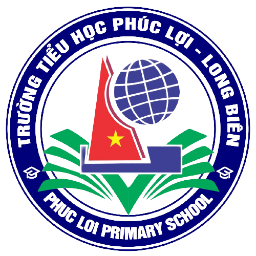 TRƯỜNG TIỂU HỌC PHÚC LỢI - LONG BIÊN
PHUC LOI PRIMARY SCHOOL